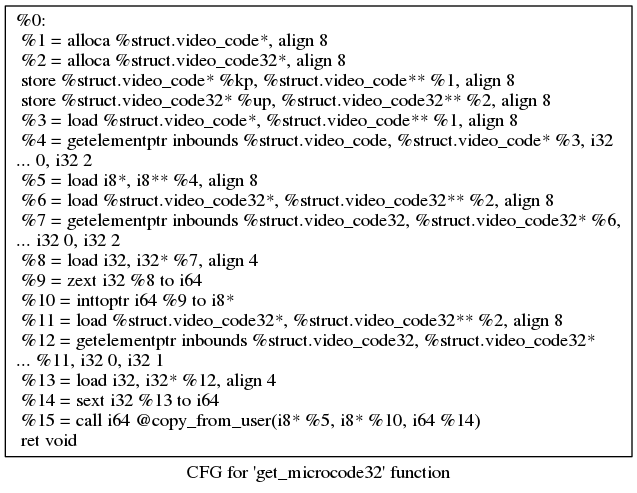 %0:
%1 = alloca %struct.video_code*, align 8
%2 = alloca %struct.video_code32*, align 8
store %struct.video_code* %kp, %struct.video_code** %1, align 8
store %struct.video_code32* %up, %struct.video_code32** %2, align 8
%3 = load %struct.video_code*, %struct.video_code** %1, align 8
%4 = getelementptr inbounds %struct.video_code, %struct.video_code* %3, i32
... 0, i32 2
%5 = load i8*, i8** %4, align 8
%6 = load %struct.video_code32*, %struct.video_code32** %2, align 8
%7 = getelementptr inbounds %struct.video_code32, %struct.video_code32* %6,
... i32 0, i32 2
%8 = load i32, i32* %7, align 4
%9 = zext i32 %8 to i64
%10 = inttoptr i64 %9 to i8*
%11 = load %struct.video_code32*, %struct.video_code32** %2, align 8
%12 = getelementptr inbounds %struct.video_code32, %struct.video_code32*
... %11, i32 0, i32 1
%13 = load i32, i32* %12, align 4
%14 = sext i32 %13 to i64
%15 = call i64 @copy_from_user(i8* %5, i8* %10, i64 %14)
ret void
CFG for 'get_microcode32' function